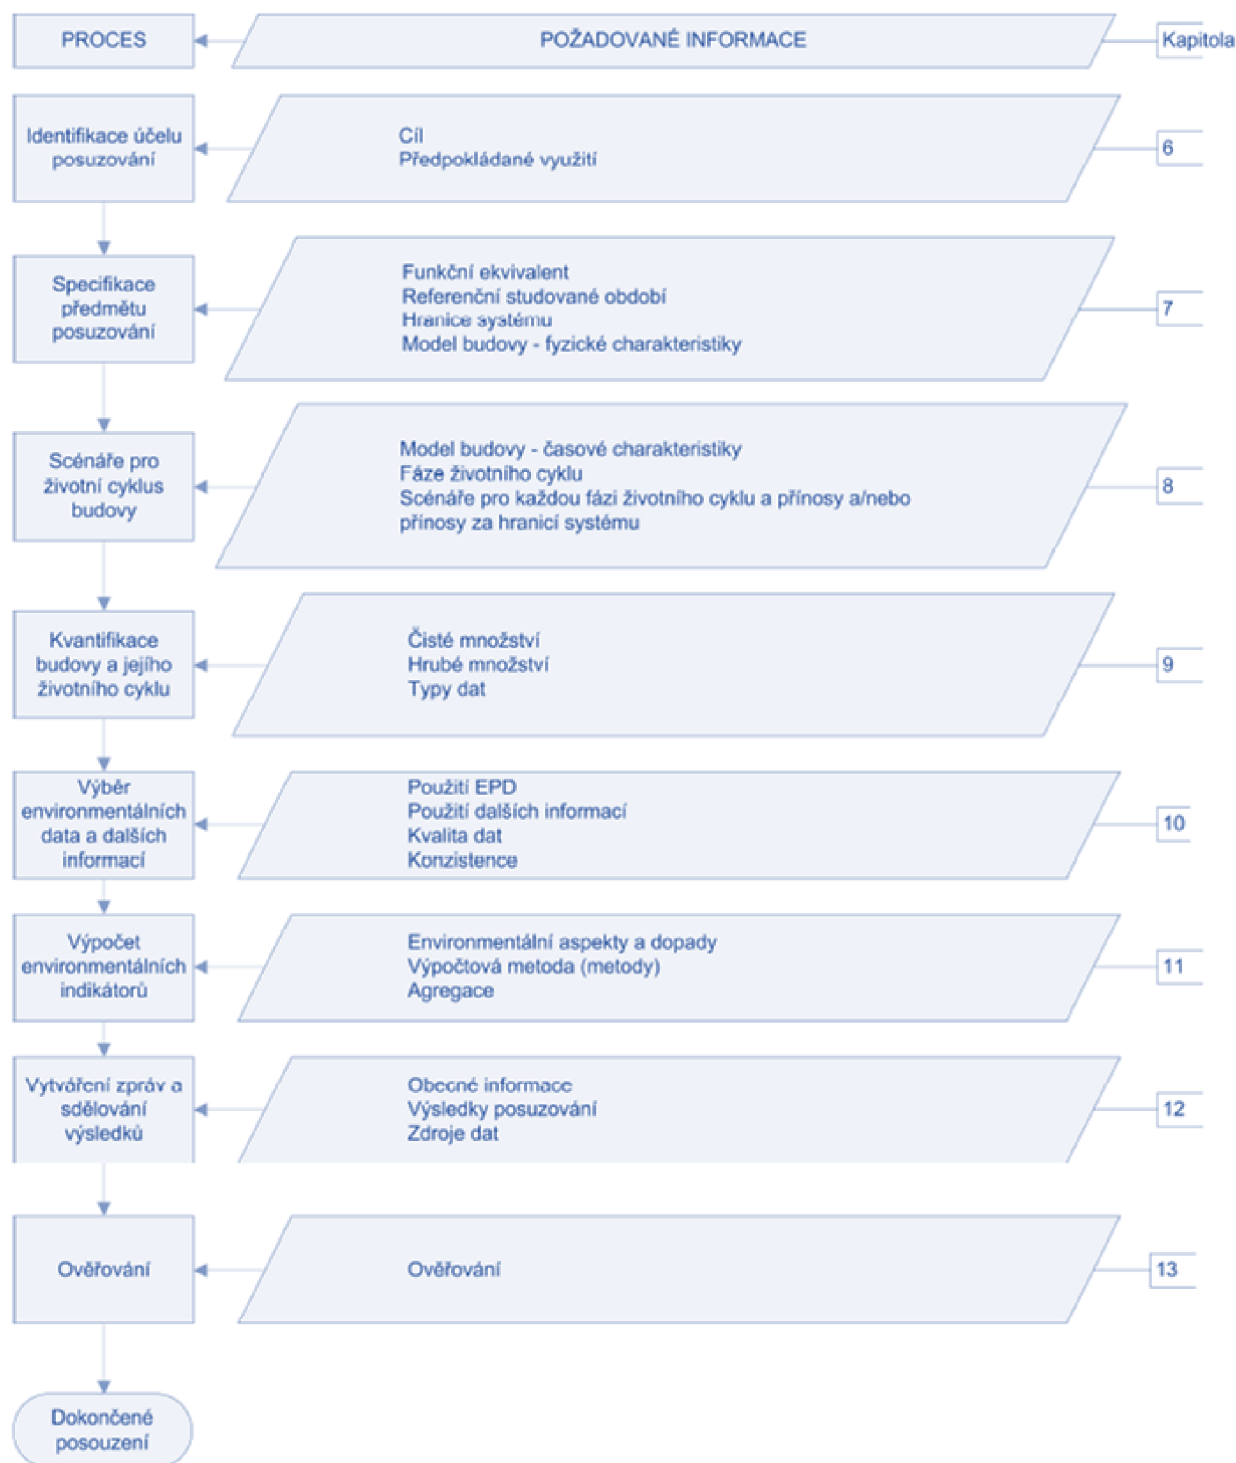 PROCES
POŽADOVANÉ INFORMACE
Kapitola
Identifikace účelu
posuzování
Cíl
Předpokládané využití
6
Specifikace
předmětu
posuzování
Funkční ekvivalent
Referenční studované období
Hranice systému
Model budovy - fyzické charakteristiky
7
Scénáře pro
životní cyklus
budovy
Model budovy - časové charakteristiky
Fáze životního cyklu
Scénáře pro každou fázi životního cyklu a přínosy a/nebo
přínosy za hranicí systému
8
Kvantifikace
budovy a jejího
životního cyklu
Čisté množství
Hrubé množství
Typy dat
9
Výběr
environmentálních
data a dalších
informací
Použití EPD
Použití dalších informací
Kvalita dat
Konzistence
10
Výpočet
environmentálních
indikátorů
Environmentální aspekty a dopady
Výpočtová metoda (metody)
Agregace
11
Vytváření zpráv a
sdělování
výsledků
Obecné informace
Výsledky posuzování
Zdroje dat
12
Ověřování
Ověřování
13
Dokončené
posouzení